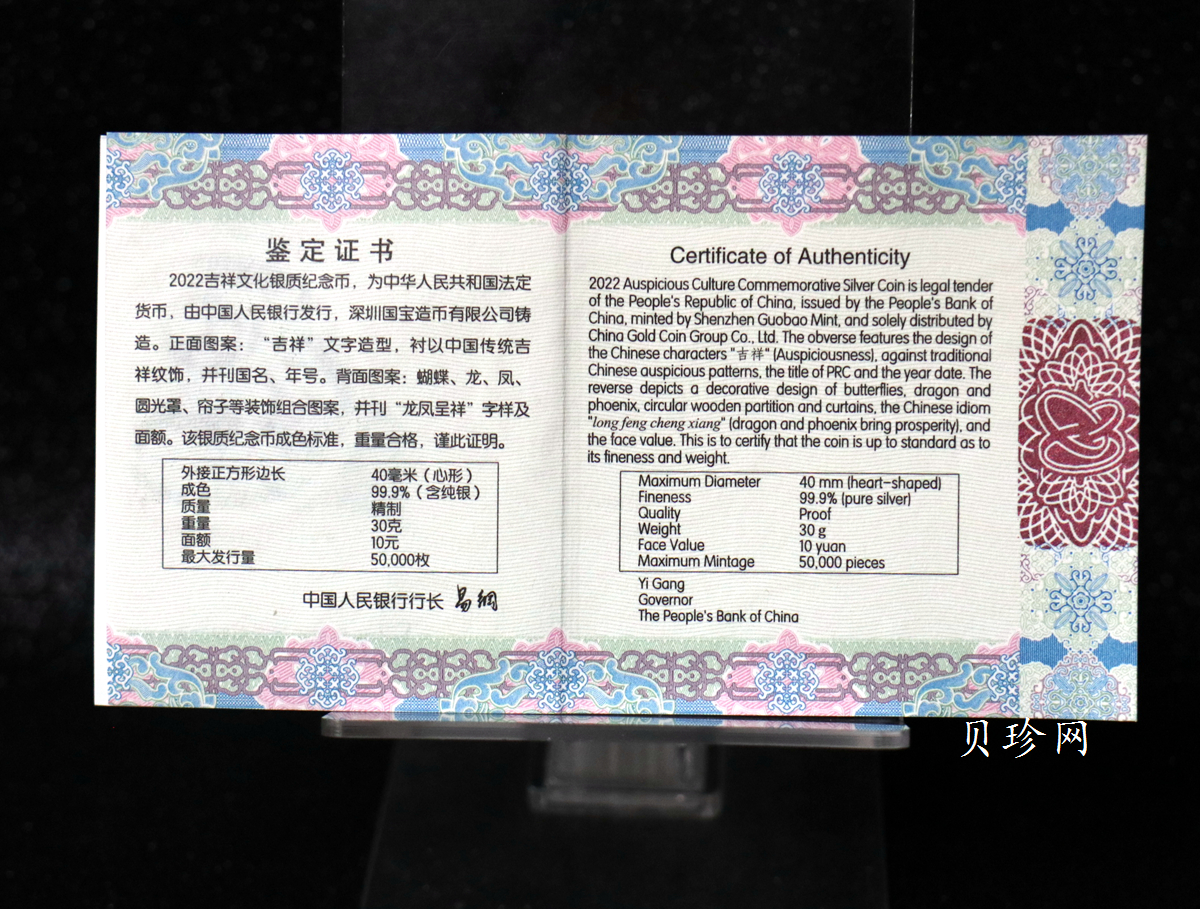 鉴定证书
2022吉祥文化银质纪念币，为中华人民共和国法定
货币，由中国人民银行发行，深圳国宝造币有限公司铸
造。正面图案：“吉祥”文字造型，衬以中国传统吉
祥纹饰，并刊国名、年号。背面图案：蝴蝶、龙、凤、
圆光罩、帘子等装饰组合图案，并刊“龙凤呈祥”字样及
面额。该银质纪念币成色标准，重量合格，谨此证明。
外接正方形边长 40毫米（心形）
成色 99.9%（含纯银）
质量 精制
重量 30克
面额 10元
最大发行量 50,000枚
中国人民银行行长 易纲
Certificate of Authenticity
2022 Auspicious Culture Commemorative Silver Coin is legal tender
of the People's Republic of China, issued by the People's Bank of
China, minted by Shenzhen Guobao Mint, and solely distributed by
China Gold Coin Group Co., Ltd. The obverse features the design of
the Chinese characters "吉祥" (Auspiciousness), against traditional
Chinese auspicious patterns, the title of PRC and the year date. The
reverse depicts a decorative design of butterflies, dragon and
phoenix, circular wooden partition and curtains, the Chinese idiom
"long feng cheng xiang" (dragon and phoenix bring prosperity), and
the face value. This is to certify that the coin is up to standard as to
its fineness and weight.
Maximum Diameter 40 mm (heart-shaped)
Fineness 99.9% (pure silver)
Quality Proof
Weight 30 g
Face Value 10 yuan
Maximum Mintage 50,000 pieces
Yi Gang
Governor
The People's Bank of China
贝珍网